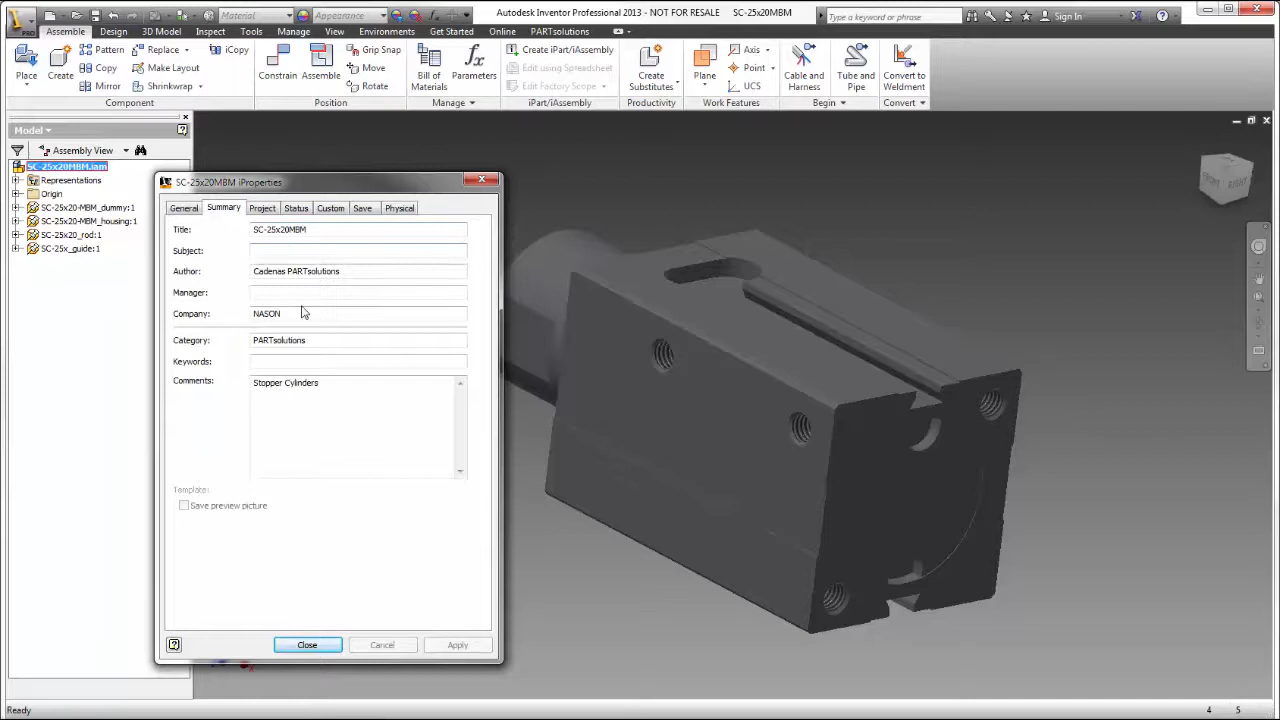 Material
Appearance
Autodesk Inventor Professional 2013 - NOT FOR RESALE SC-25x20MBM
Type a keyword or phrase
Sign In
PRO
Assemble Design 3D Model Inspect Tools Manage View Environments Get Started Online PARTsolutions
Place
Create
Pattern
Copy
Mirror
Replace
Make Layout
Shrinkwrap
iCopy
Component
Constrain
Assemble
Grip Snap
Move
Rotate
Position
Bill of Materials
Parameters
Manage
Create iPart/iAssembly
Edit using Spreadsheet
Edit Factory Scope
iPart/iAssembly
Create Substitutes
Productivity
Plane
Axis
Point
UCS
Work Features
Cable and Harness
Tube and Pipe
Begin
Convert to Weldment
Convert
Model
Assembly View
SC-25x20MBM.iam
Representations
Origin
SC-25x20-MBM_dummy:1
SC-25x20-MBM_housing:1
SC-25x20_rod:1
SC-25x_guide:1
SC-25x20MBM iProperties
General Summary Project Status Custom Save Physical
Title: SC-25x20MBM
Subject:
Author: Cadenas PARTsolutions
Manager:
Company: NASON
Category: PARTsolutions
Keywords:
Comments: Stopper Cylinders
Template:
Save preview picture
Close Cancel Apply
FRONT RIGHT
Ready
4 5